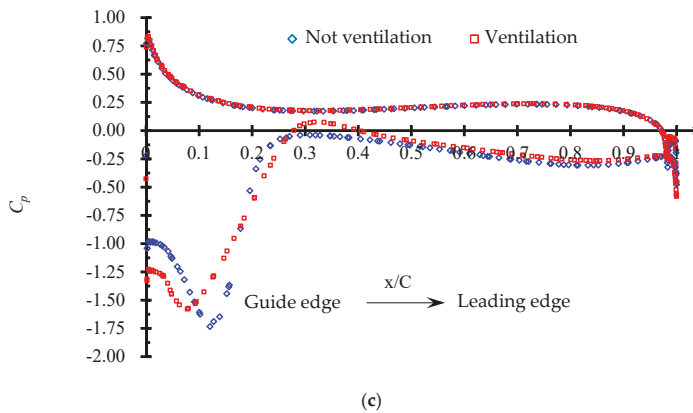 1.00
◇ Not ventilation □ Ventilation
0.75
0.50
0.25
0.00
0 0.1 0.2 0.3 0.4 0.5 0.6 0.7 0.8 0.9 1
-0.25
-0.50
Cp
-0.75
-1.00
-1.25
x/C
Guide edge Leading edge
-1.50
-1.75
-2.00
(c)